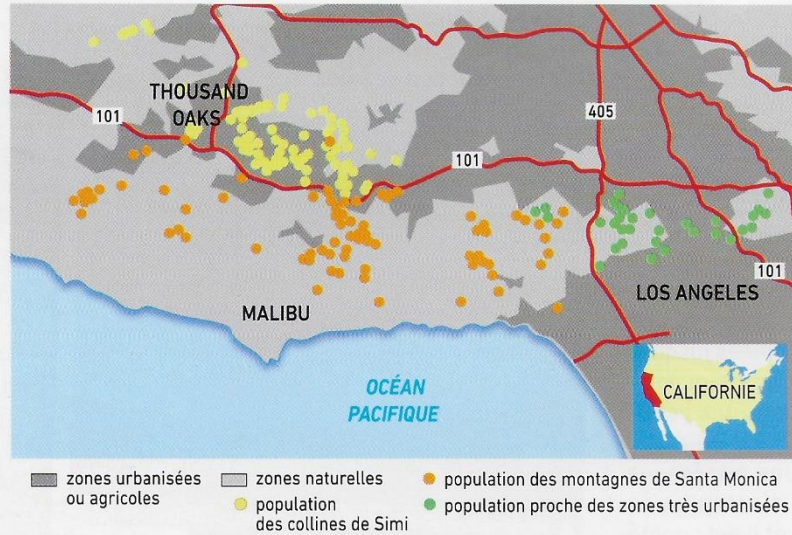 THOUSAND
OAKS
101
405
101
101
LOS ANGELES
MALIBU
OCÉAN
PACIFIQUE
CALIFORNIE
zones urbanisées
ou agricoles
zones naturelles
population
des collines de Simi
population des montagnes de Santa Monica
population proche des zones très urbanisées